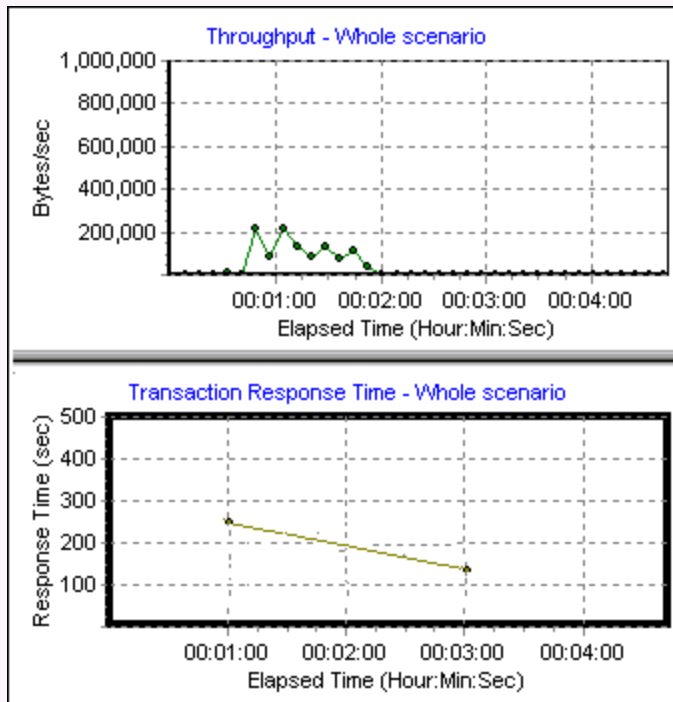 Throughput - Whole scenario
1,000,000
800,000
600,000
400,000
200,000
Bytes/sec
00:01:00 00:02:00 00:03:00 00:04:00
Elapsed Time (Hour:Min:Sec)
Transaction Response Time - Whole scenario
500
400
300
200
100
Response Time (sec)
00:01:00 00:02:00 00:03:00 00:04:00
Elapsed Time (Hour:Min:Sec)